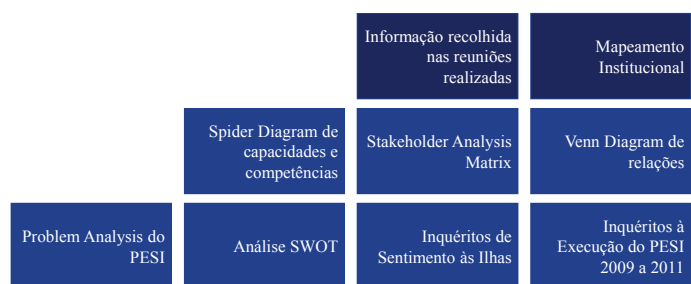 Informação recolhida
nas reuniões
realizadas
Mapeamento
Institucional
Spider Diagram de
capacidades e
competências
Stakeholder Analysis
Matrix
Venn Diagram de
relações
Problem Analysis do
PESI
Análise SWOT
Inquéritos de
Sentimento às Ilhas
Inquéritos à
Execução do PESI
2009 a 2011